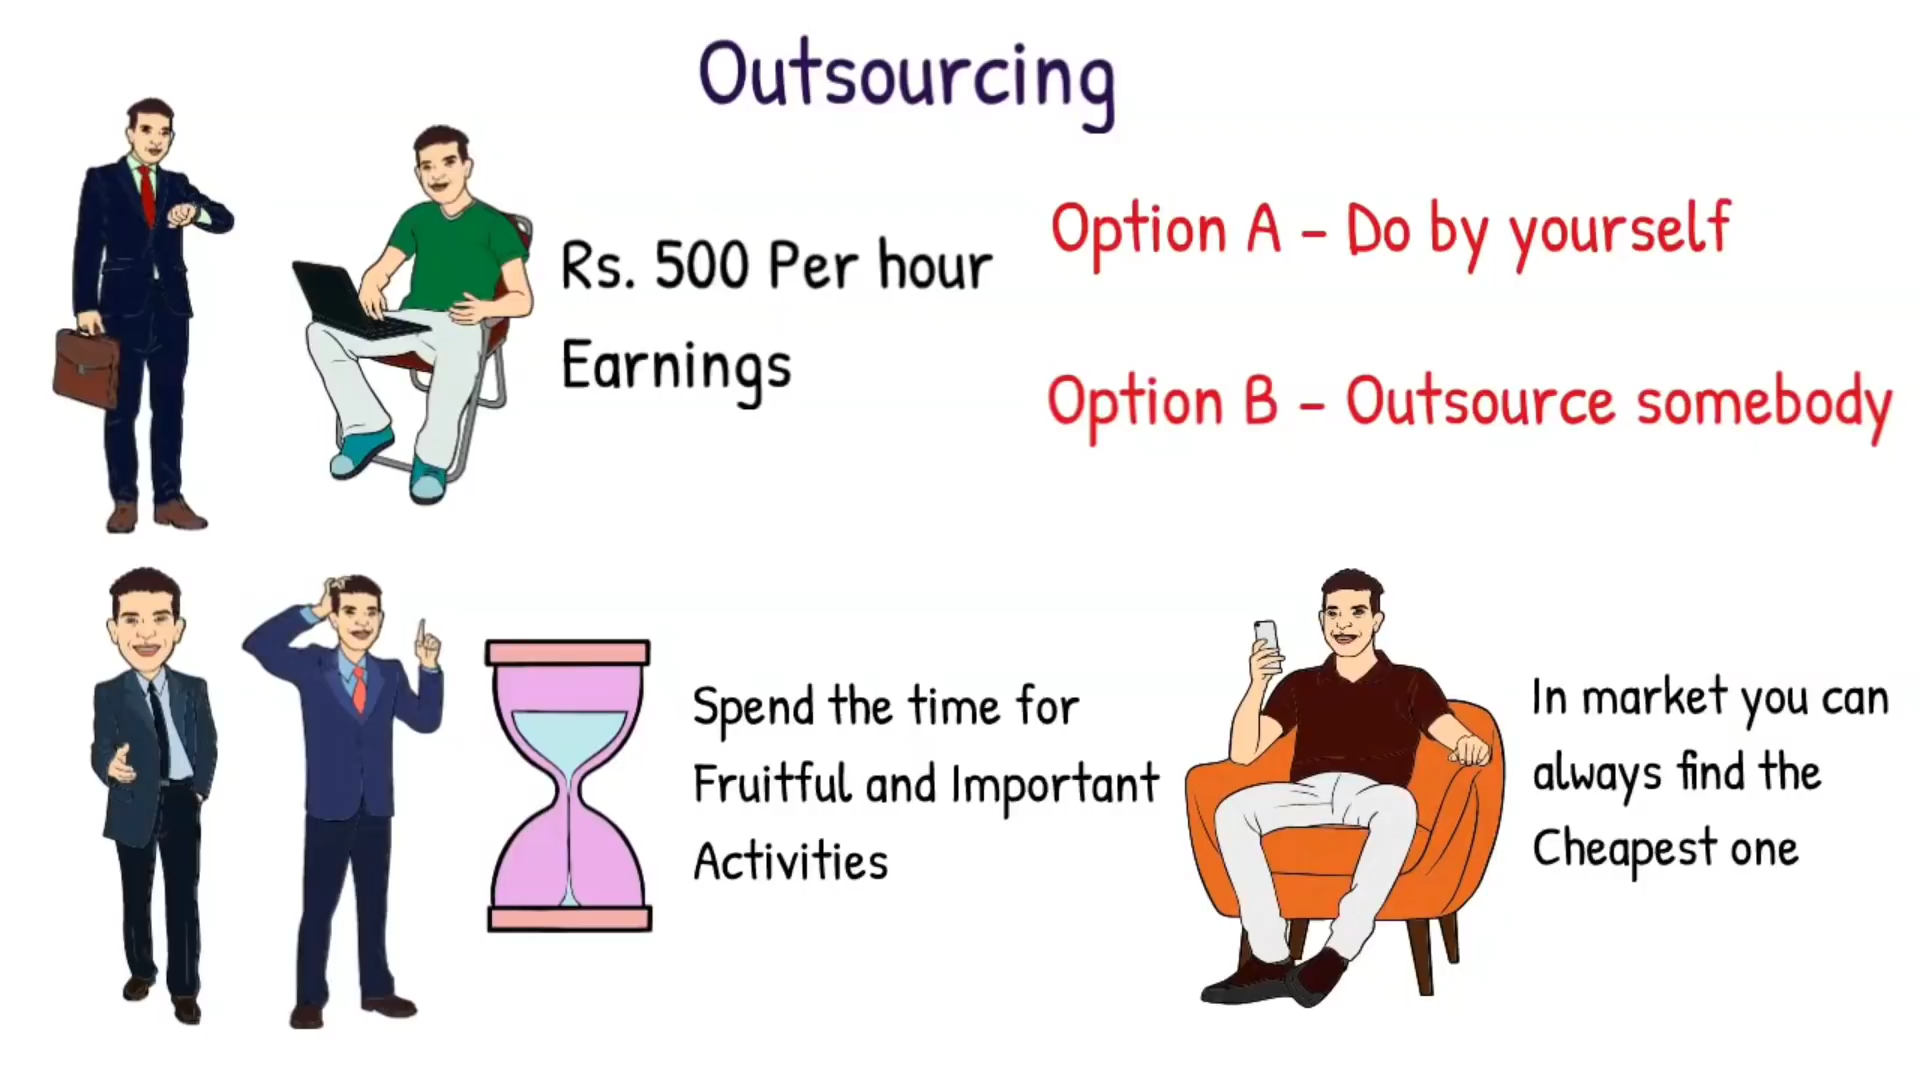 Outsourcing
Rs. 500 Per hour
Earnings
Option A - Do by yourself
Option B - Outsource somebody
Spend the time for
Fruitful and Important
Activities
In market you can
always find the
Cheapest one